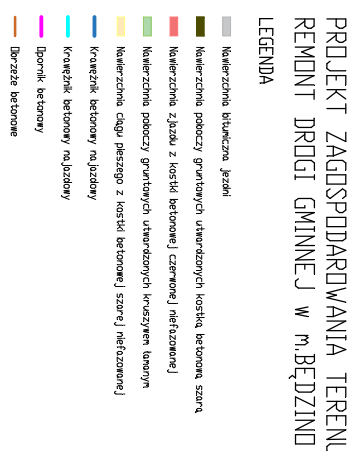 PROJEKT ZAGOSPODAROWANIA TERENU
REMONT DROGI GMINNEJ w m.BĘDZINO
LEGENDA
Nawierzchnia bitumiczna jezdni
Nawierzchnia poboczy gruntowych utwardzonych kostką betonową szarą
Nawierzchnia zjazdu z kostki betonowej czerwonej niefazowanej
Nawierzchnia poboczy gruntowych utwardzonych kruszywem łamanym
Nawierzchnia ciągu pieszego z kostki betonowej szarej niefazowanej
Krawężnik betonowy najazdowy
Krawężnik betonowy najazdowy
Opornik betonowy
Obrzeże betonowe